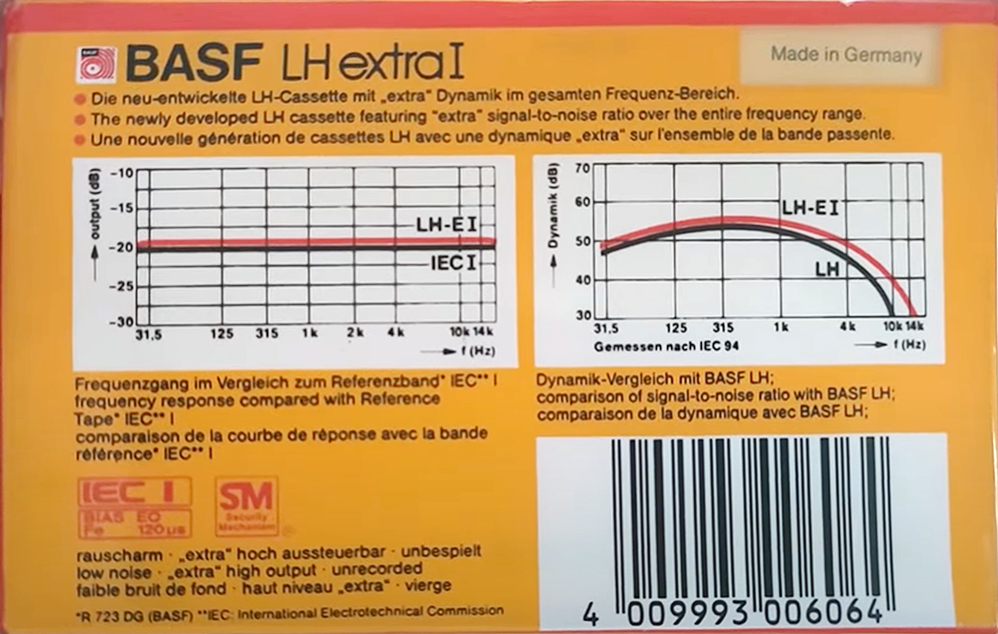 BASF
BASF LH extra I
Made in Germany
Die neu-entwickelte LH-Cassette mit „extra“ Dynamik im gesamten Frequenz-Bereich.
The newly developed LH cassette featuring "extra" signal-to-noise ratio over the entire frequency range.
Une nouvelle génération de cassettes LH avec une dynamique „extra“ sur l'ensemble de la bande passente.
output (dB)
-10
-15
-20
-25
-30
LH-E I
IEC I
31,5 125 315 1k 2k 4k 10k 14k
f (Hz)
Dynamik (dB)
70
60
50
40
30
LH-E I
LH
31,5 125 315 1k 4k 10k 14k
Gemessen nach IEC 94
f (Hz)
Frequenzgang im Vergleich zum Referenzband* IEC** I
frequency response compared with Reference
Tape* IEC** I
comparaison de la courbe de réponse avec la bande
référence* IEC** I
Dynamik-Vergleich mit BASF LH;
comparison of signal-to-noise ratio with BASF LH;
comparaison de la dynamique avec BASF LH;
IEC I
BIAS EQ
Fe 120µs
SM
Security
Mechanism
®
rauscharm · „extra“ hoch aussteuerbar · unbespielt
low noise · „extra“ high output · unrecorded
faible bruit de fond · haut niveau „extra“ · vierge
*R 723 DG (BASF) **IEC: International Electrotechnical Commission
4 009993 006064